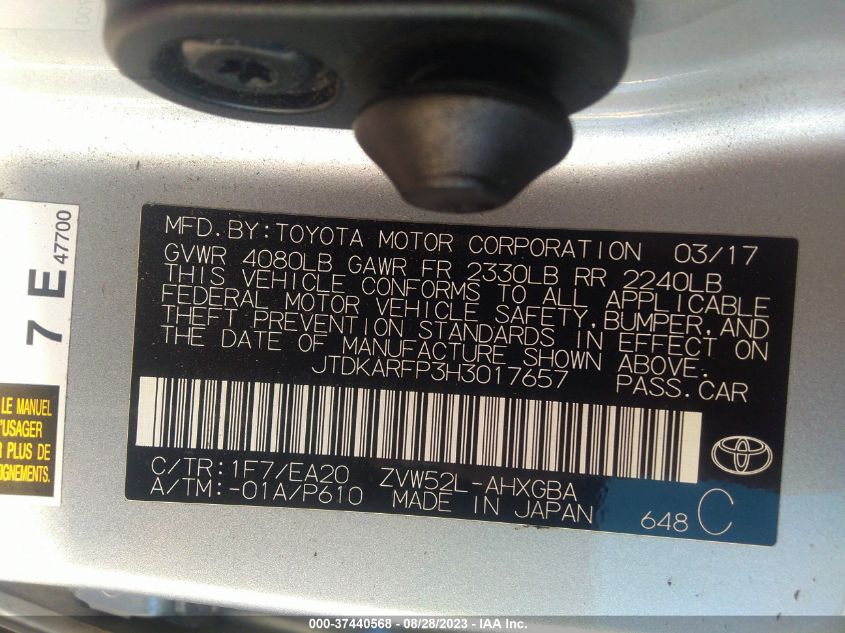 MFD. BY: TOYOTA MOTOR CORPORATION 03/17
GVWR 4080LB GAWR FR 2330LB RR 2240LB
THIS VEHICLE CONFORMS TO ALL APPLICABLE
FEDERAL MOTOR VEHICLE SAFETY, BUMPER, AND
THEFT PREVENTION STANDARDS IN EFFECT ON
THE DATE OF MANUFACTURE SHOWN ABOVE.
JTDKARFP3H3017657 PASS. CAR
C/TR: 1F7/EA20 ZVW52L-AHXGBA
A/TM: -01A/P610 MADE IN JAPAN 648 C
7 E 47700
LE MANUEL
'USAGER
R PLUS DE
IGNEMENTS.
000-37440568 - 08/28/2023 - IAA Inc.